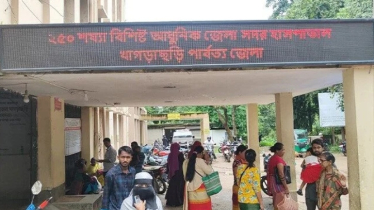 ২৫০ শয্যা বিশিষ্ট আধুনিক জেলা সদর হাসপাতাল
খাগড়াছড়ি পার্বত্য জেলা